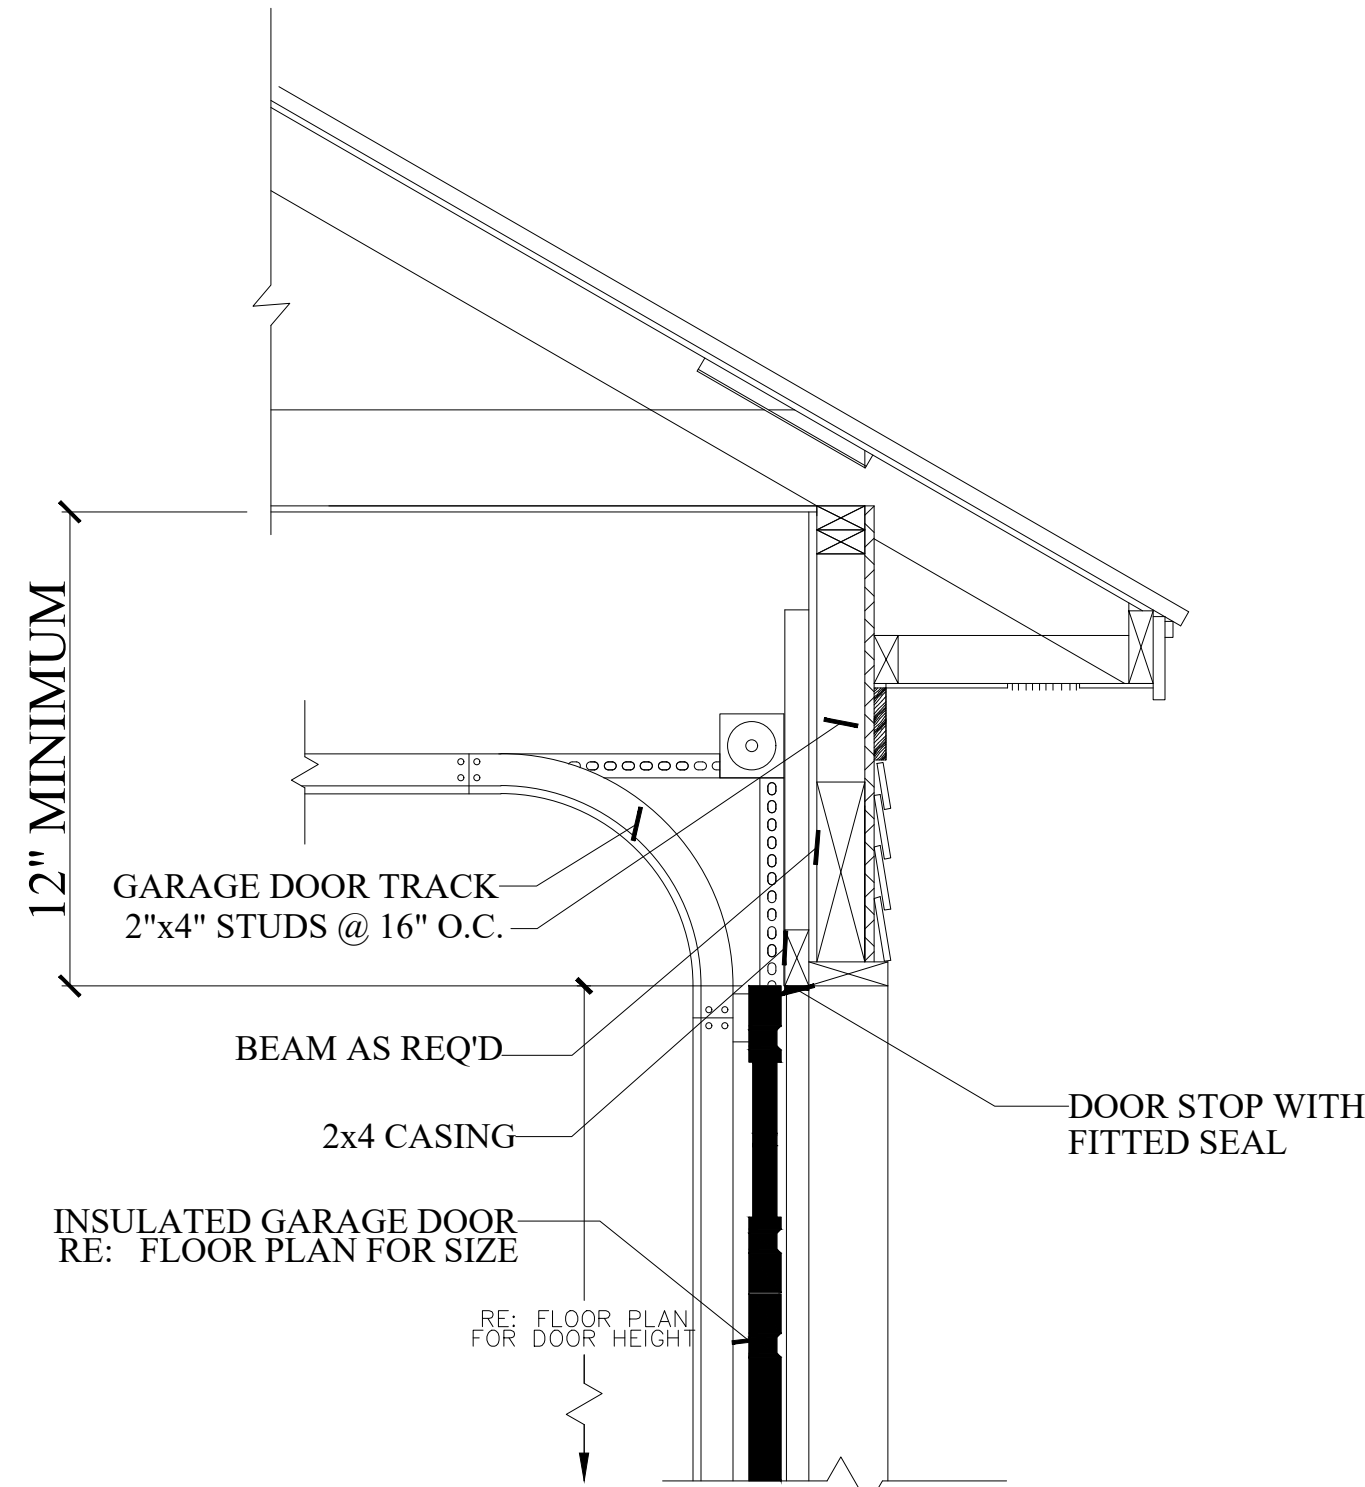 12" MINIMUM
GARAGE DOOR TRACK
2"x4" STUDS @ 16" O.C.
BEAM AS REQ'D
2x4 CASING
DOOR STOP WITH
FITTED SEAL
INSULATED GARAGE DOOR
RE: FLOOR PLAN FOR SIZE
RE: FLOOR PLAN
FOR DOOR HEIGHT